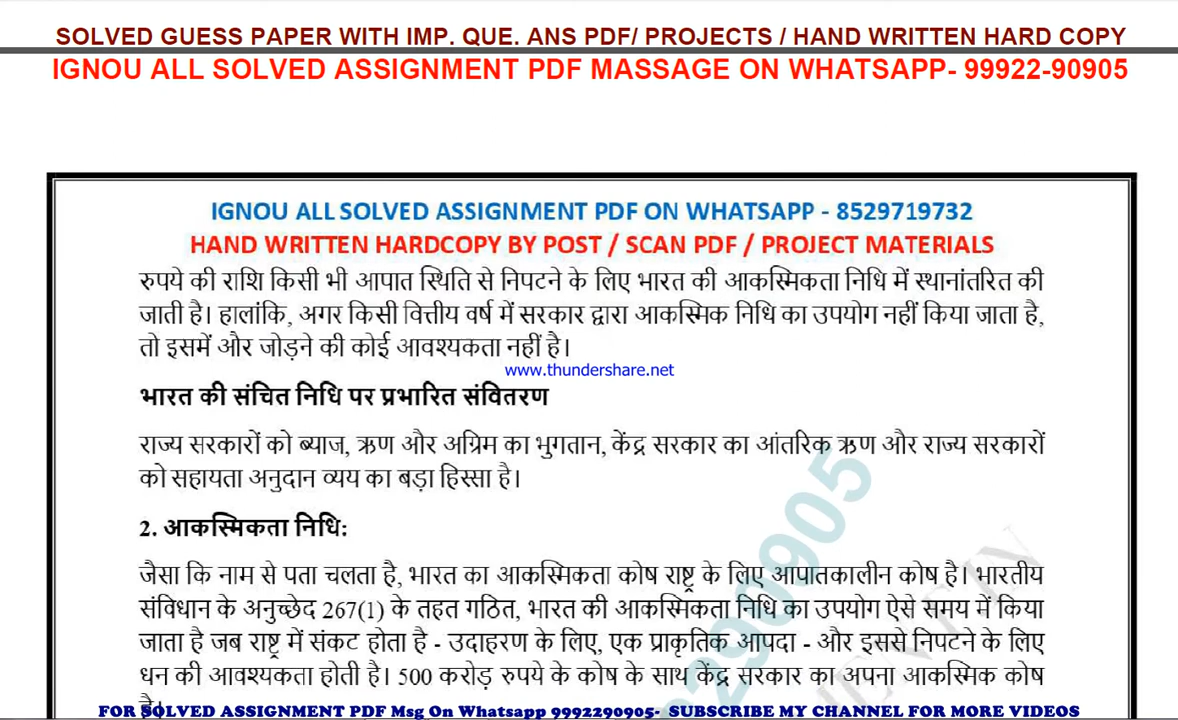 SOLVED GUESS PAPER WITH IMP. QUE. ANS PDF/ PROJECTS / HAND WRITTEN HARD COPY
IGNOU ALL SOLVED ASSIGNMENT PDF MASSAGE ON WHATSAPP- 99922-90905
IGNOU ALL SOLVED ASSIGNMENT PDF ON WHATSAPP - 8529719732
HAND WRITTEN HARDCOPY BY POST / SCAN PDF / PROJECT MATERIALS
रुपये की राशि किसी भी आपात स्थिति से निपटने के लिए भारत की आकस्मिकता निधि में स्थानांतरित की
जाती है। हालांकि, अगर किसी वित्तीय वर्ष में सरकार द्वारा आकस्मिक निधि का उपयोग नहीं किया जाता है,
तो इसमें और जोड़ने की कोई आवश्यकता नहीं है।
www.thundershare.net
भारत की संचित निधि पर प्रभारित संवितरण
राज्य सरकारों को ब्याज, ऋण और अग्रिम का भुगतान, केंद्र सरकार का आंतरिक ऋण और राज्य सरकारों
को सहायता अनुदान व्यय का बड़ा हिस्सा है।
2. आकस्मिकता निधि:
जैसा कि नाम से पता चलता है, भारत का आकस्मिकता कोष राष्ट्र के लिए आपातकालीन कोष है। भारतीय
संविधान के अनुच्छेद 267(1) के तहत गठित, भारत की आकस्मिकता निधि का उपयोग ऐसे समय में किया
जाता है जब राष्ट्र में संकट होता है - उदाहरण के लिए, एक प्राकृतिक आपदा - और इससे निपटने के लिए
धन की आवश्यकता होती है। 500 करोड़ रुपये के कोष के साथ केंद्र सरकार का अपना आकस्मिक कोष
है।
FOR SOLVED ASSIGNMENT PDF Msg On Whatsapp 9992290905- SUBSCRIBE MY CHANNEL FOR MORE VIDEOS